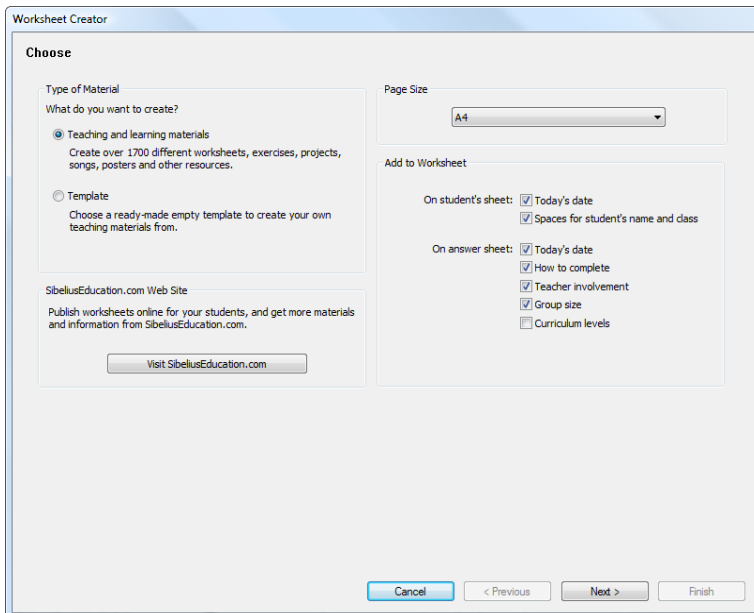 Worksheet Creator
Choose
Type of Material
What do you want to create?
Teaching and learning materials
Create over 1700 different worksheets, exercises, projects,
songs, posters and other resources.
Template
Choose a ready-made empty template to create your own
teaching materials from.
SibeliusEducation.com Web Site
Publish worksheets online for your students, and get more materials
and information from SibeliusEducation.com.
Visit SibeliusEducation.com
Page Size
A4
Add to Worksheet
On student's sheet: Today's date
Spaces for student's name and class
On answer sheet: Today's date
How to complete
Teacher involvement
Group size
Curriculum levels
Cancel < Previous Next > Finish